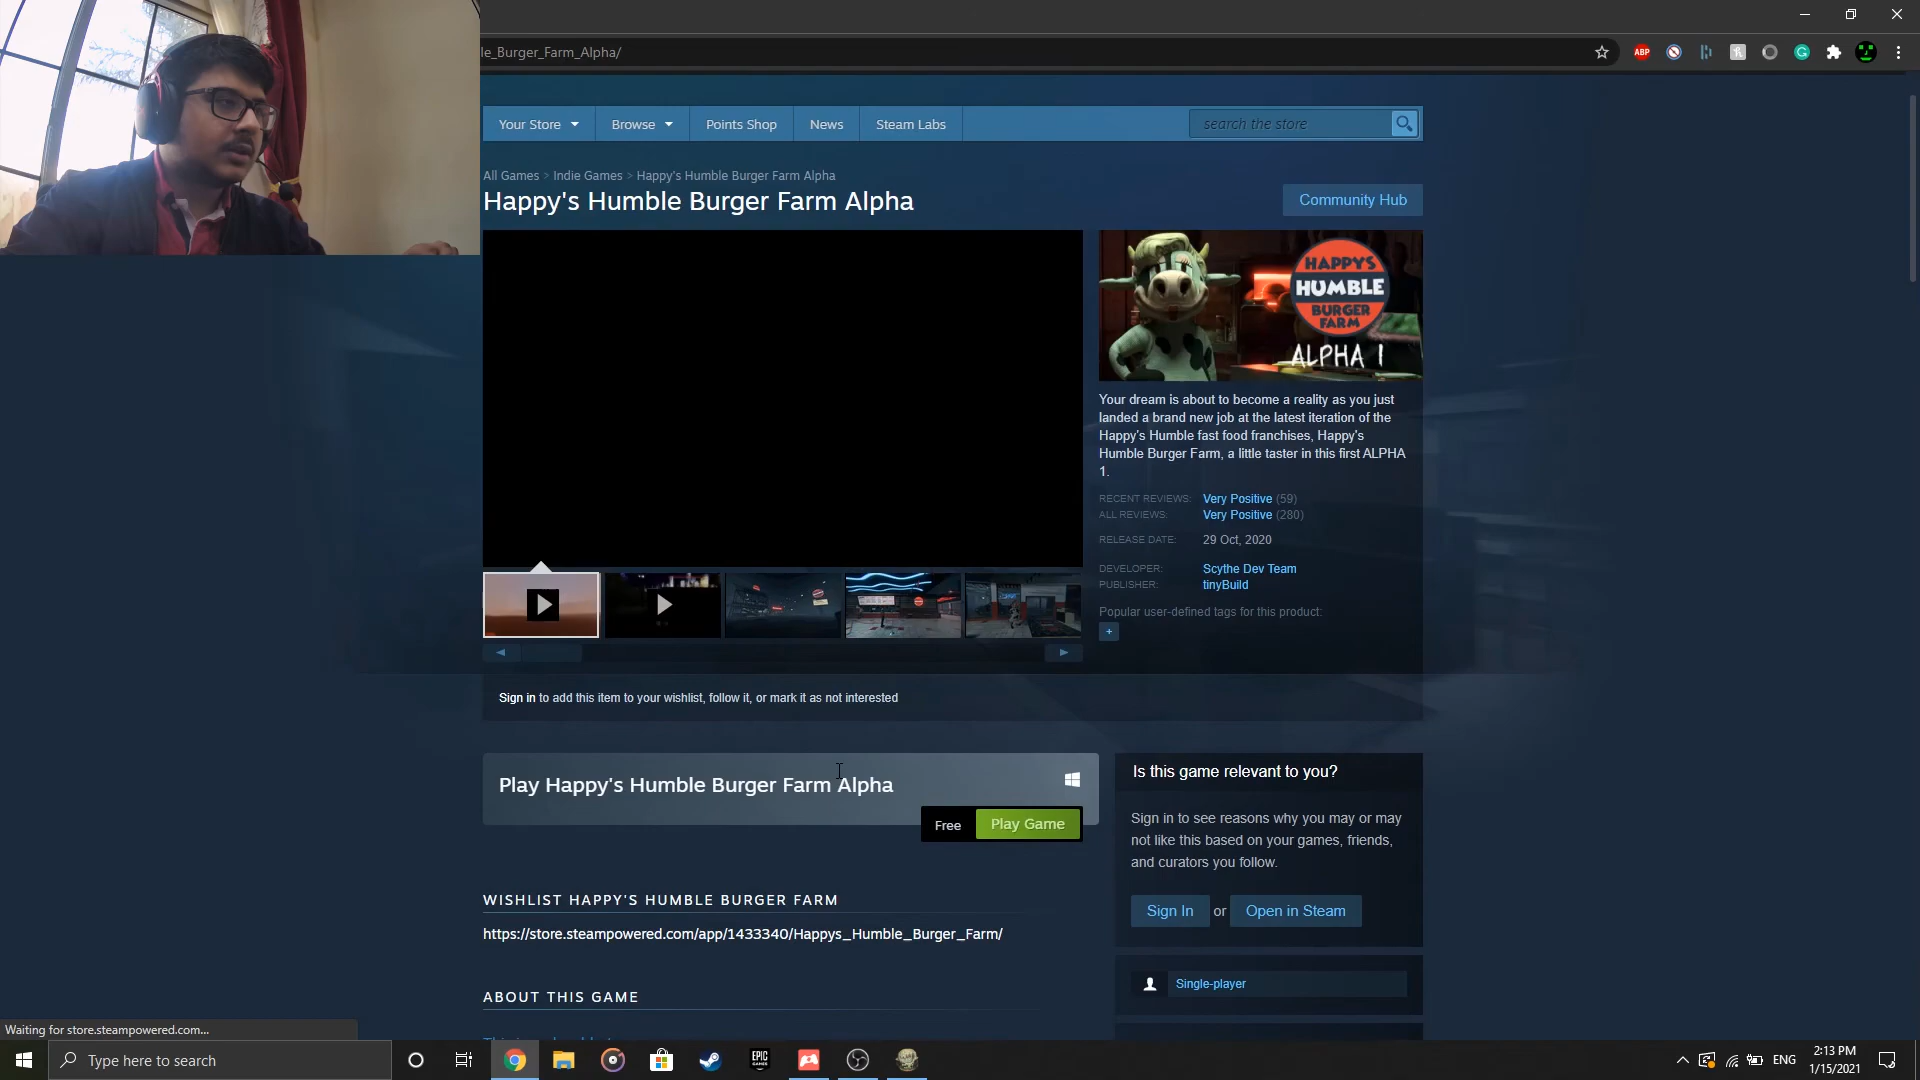 le_Burger_Farm_Alpha/
ABP
Your Store
Browse
Points Shop
News
Steam Labs
search the store
All Games > Indie Games > Happy's Humble Burger Farm Alpha
Happy's Humble Burger Farm Alpha
Community Hub
HAPPYS
HUMBLE
BURGER
FARM
ALPHA 1
Your dream is about to become a reality as you just
landed a brand new job at the latest iteration of the
Happy's Humble fast food franchises, Happy's
Humble Burger Farm, a little taster in this first ALPHA
1.
RECENT REVIEWS: Very Positive (59)
ALL REVIEWS: Very Positive (280)
RELEASE DATE: 29 Oct, 2020
DEVELOPER: Scythe Dev Team
PUBLISHER: tinyBuild
Popular user-defined tags for this product:
+
Sign in to add this item to your wishlist, follow it, or mark it as not interested
Play Happy's Humble Burger Farm Alpha
Free
Play Game
Is this game relevant to you?
Sign in to see reasons why you may or may
not like this based on your games, friends,
and curators you follow.
Sign In or Open in Steam
WISHLIST HAPPY'S HUMBLE BURGER FARM
https://store.steampowered.com/app/1433340/Happys_Humble_Burger_Farm/
Single-player
ABOUT THIS GAME
Waiting for store.steampowered.com...
Type here to search
EPIC
GAMES
ENG
2:13 PM
1/15/2021